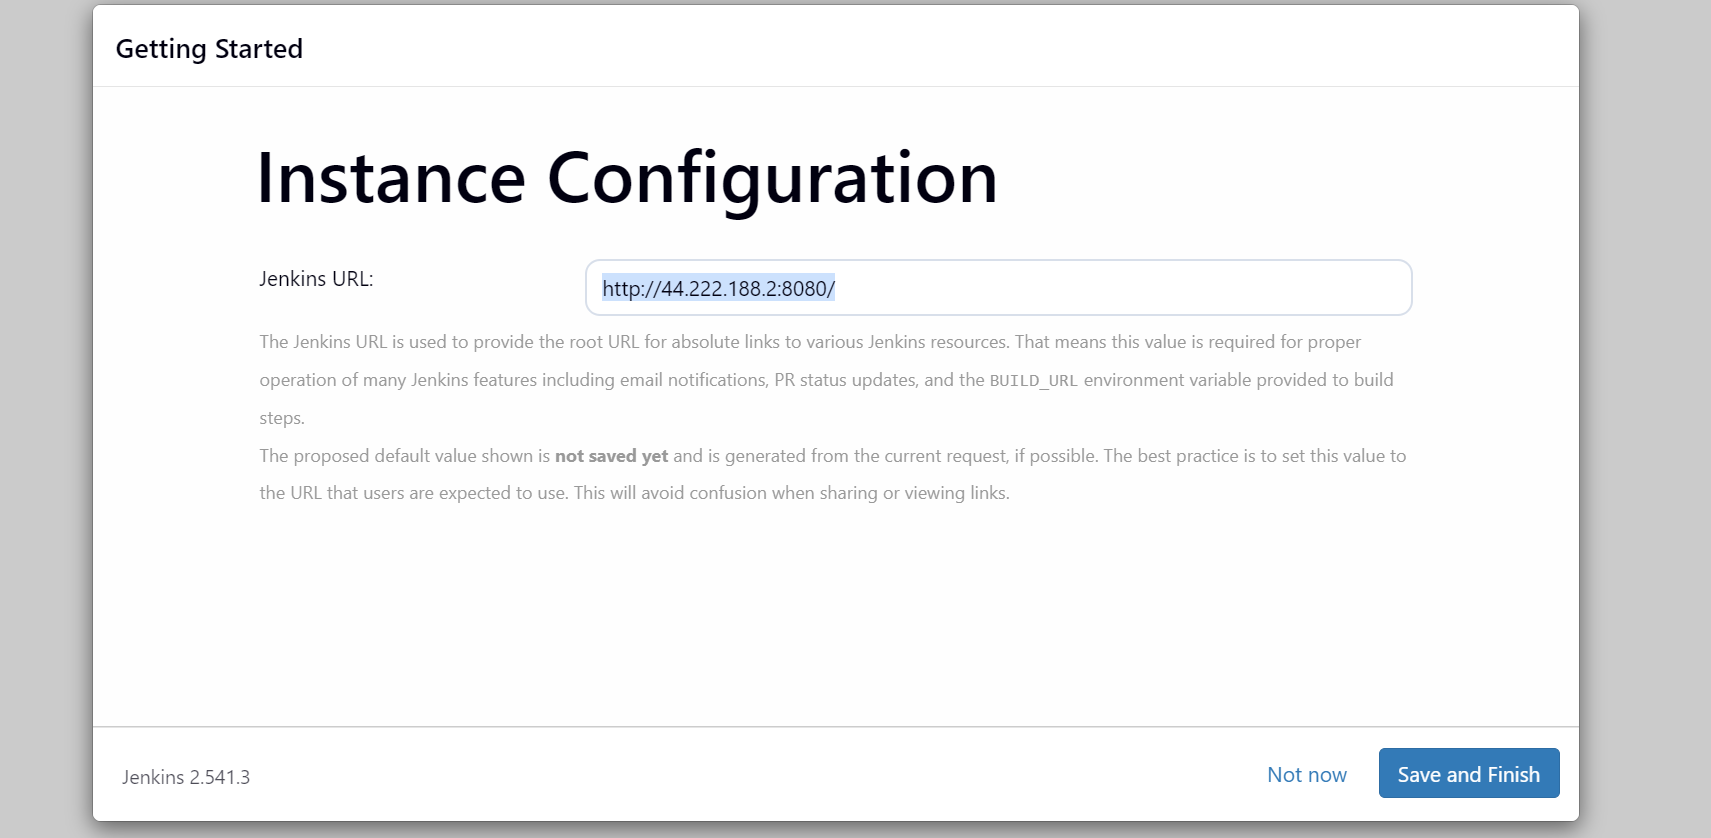 Getting Started
Instance Configuration
Jenkins URL:
http://44.222.188.2:8080/
The Jenkins URL is used to provide the root URL for absolute links to various Jenkins resources. That means this value is required for proper
operation of many Jenkins features including email notifications, PR status updates, and the BUILD_URL environment variable provided to build
steps.
The proposed default value shown is not saved yet and is generated from the current request, if possible. The best practice is to set this value to
the URL that users are expected to use. This will avoid confusion when sharing or viewing links.
Jenkins 2.541.3
Not now
Save and Finish